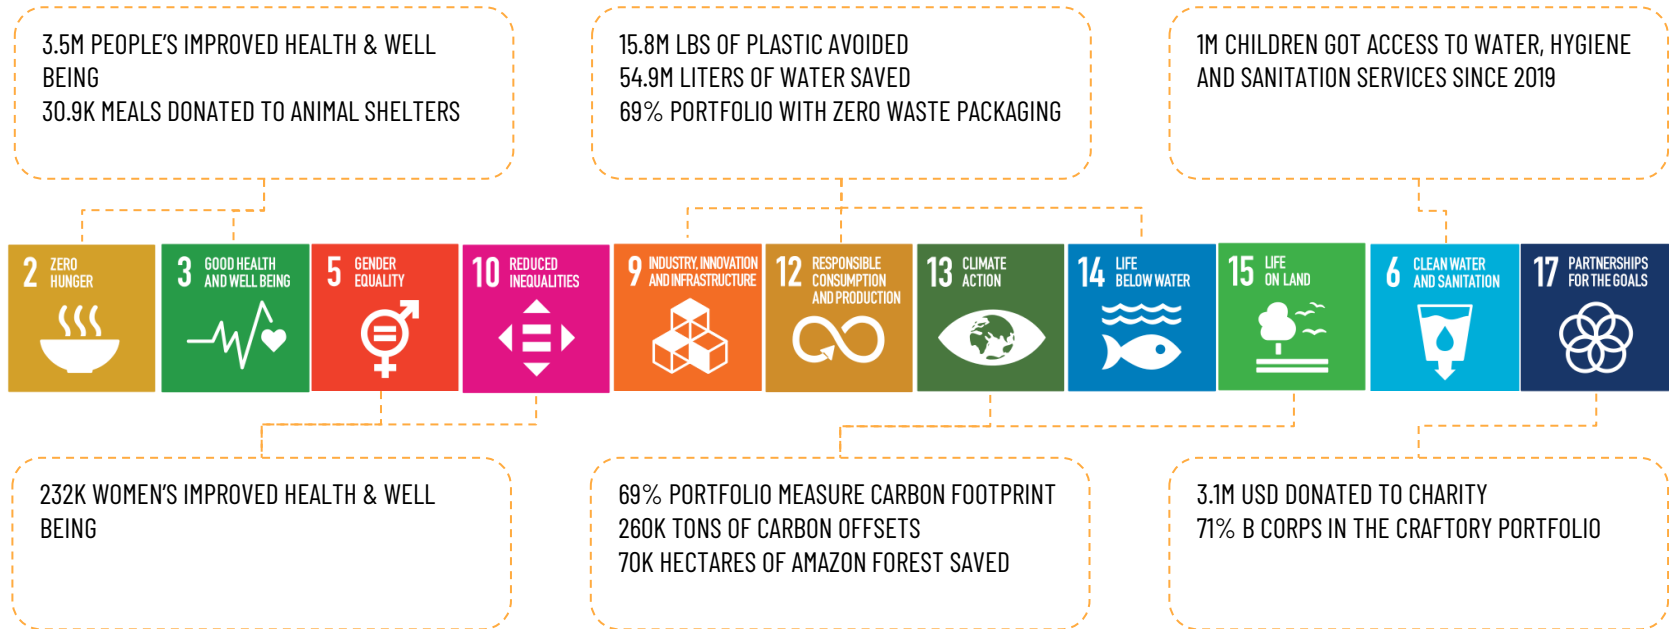 3.5M PEOPLE'S IMPROVED HEALTH & WELL
BEING
30.9K MEALS DONATED TO ANIMAL SHELTERS
15.8M LBS OF PLASTIC AVOIDED
54.9M LITERS OF WATER SAVED
69% PORTFOLIO WITH ZERO WASTE PACKAGING
1M CHILDREN GOT ACCESS TO WATER, HYGIENE
AND SANITATION SERVICES SINCE 2019
2 ZERO
HUNGER
3 GOOD HEALTH
AND WELL BEING
5 GENDER
EQUALITY
10 REDUCED
INEQUALITIES
9 INDUSTRY, INNOVATION
AND INFRASTRUCTURE
12 RESPONSIBLE
CONSUMPTION
AND PRODUCTION
13 CLIMATE
ACTION
14 LIFE
BELOW WATER
15 LIFE
ON LAND
6 CLEAN WATER
AND SANITATION
17 PARTNERSHIPS
FOR THE GOALS
232K WOMEN'S IMPROVED HEALTH & WELL
BEING
69% PORTFOLIO MEASURE CARBON FOOTPRINT
260K TONS OF CARBON OFFSETS
70K HECTARES OF AMAZON FOREST SAVED
3.1M USD DONATED TO CHARITY
71% B CORPS IN THE CRAFTORY PORTFOLIO